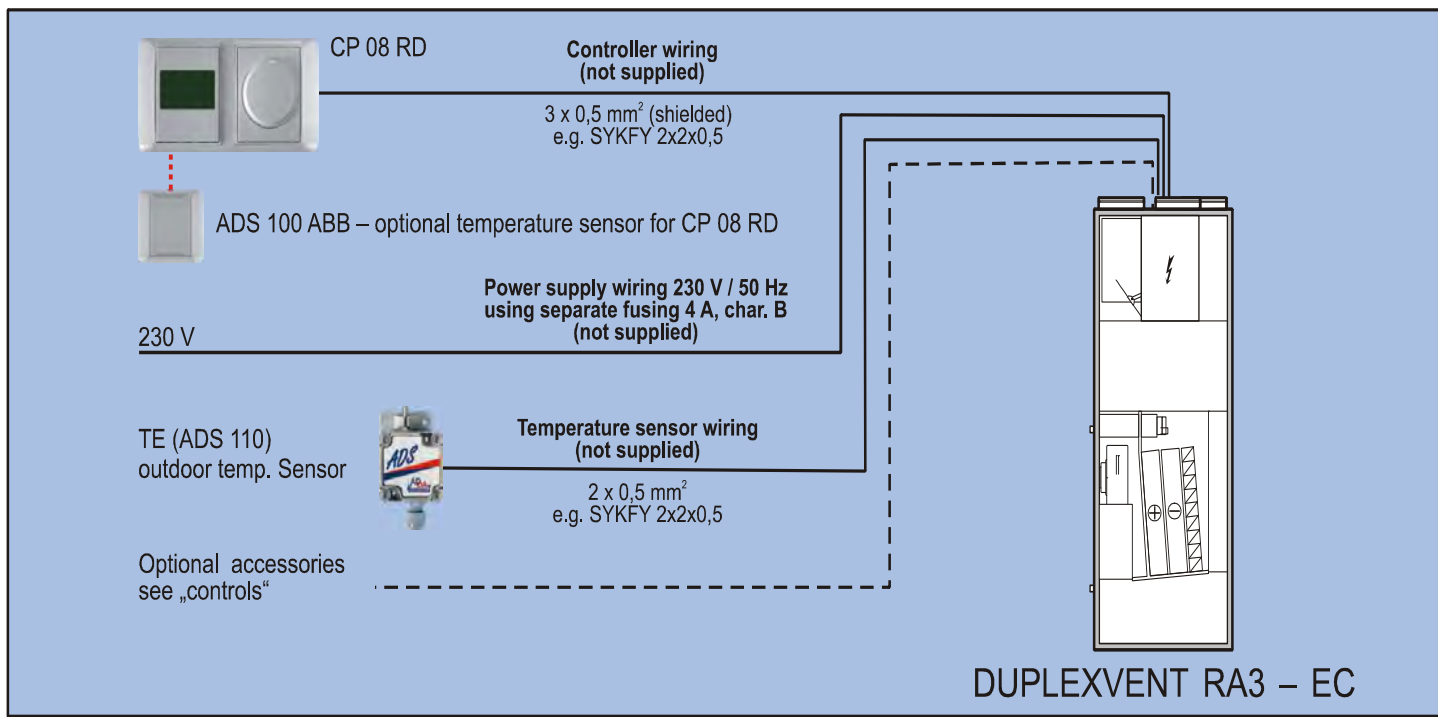 CP 08 RD
Controller wiring
(not supplied)
3 x 0,5 mm² (shielded)
e.g. SYKFY 2x2x0,5
ADS 100 ABB – optional temperature sensor for CP 08 RD
Power supply wiring 230 V / 50 Hz
using separate fusing 4 A, char. B
(not supplied)
230 V
TE (ADS 110)
outdoor temp. Sensor
ADS
Temperature sensor wiring
(not supplied)
2 x 0,5 mm²
e.g. SYKFY 2x2x0,5
Optional accessories
see „controls“
DUPLEXVENT RA3 – EC